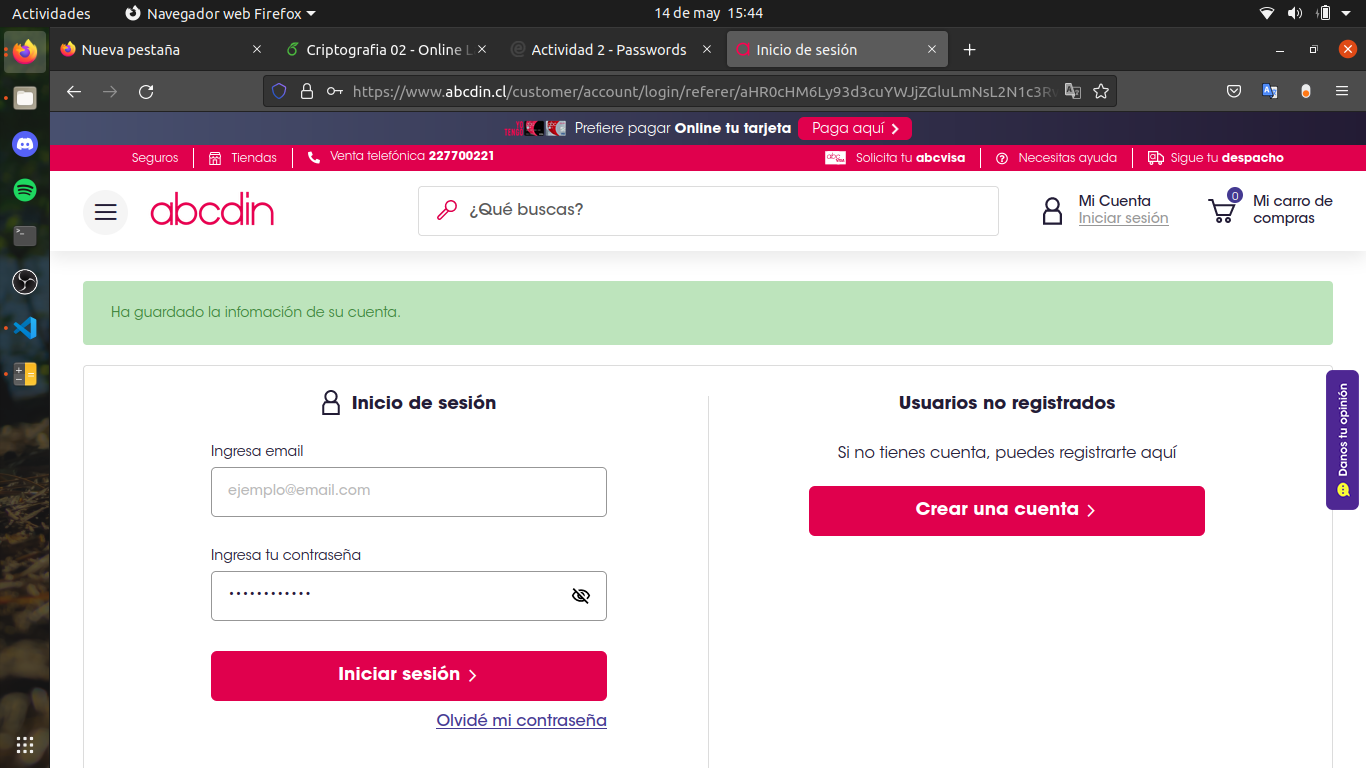 Actividades
Navegador web Firefox
14 de may 15:44
Nueva pestaña
Criptografia 02 - Online L
Actividad 2 - Passwords
Inicio de sesión
https://www.abcdin.cl/customer/account/login/referer/
Prefiere pagar Online tu tarjeta
Paga aquí
Seguros
Tiendas
Venta telefónica 227700221
Solicita tu abcvisa
Necesitas ayuda
Sigue tu despacho
abcdin
¿Qué buscas?
Mi Cuenta
Iniciar sesión
0
Mi carro de
compras
Ha guardado la infomación de su cuenta.
Inicio de sesión
Ingresa email
ejemplo@email.com
Ingresa tu contraseña
••••••••••••
Iniciar sesión
Olvidé mi contraseña
Usuarios no registrados
Si no tienes cuenta, puedes registrarte aquí
Crear una cuenta
Danos tu opinión